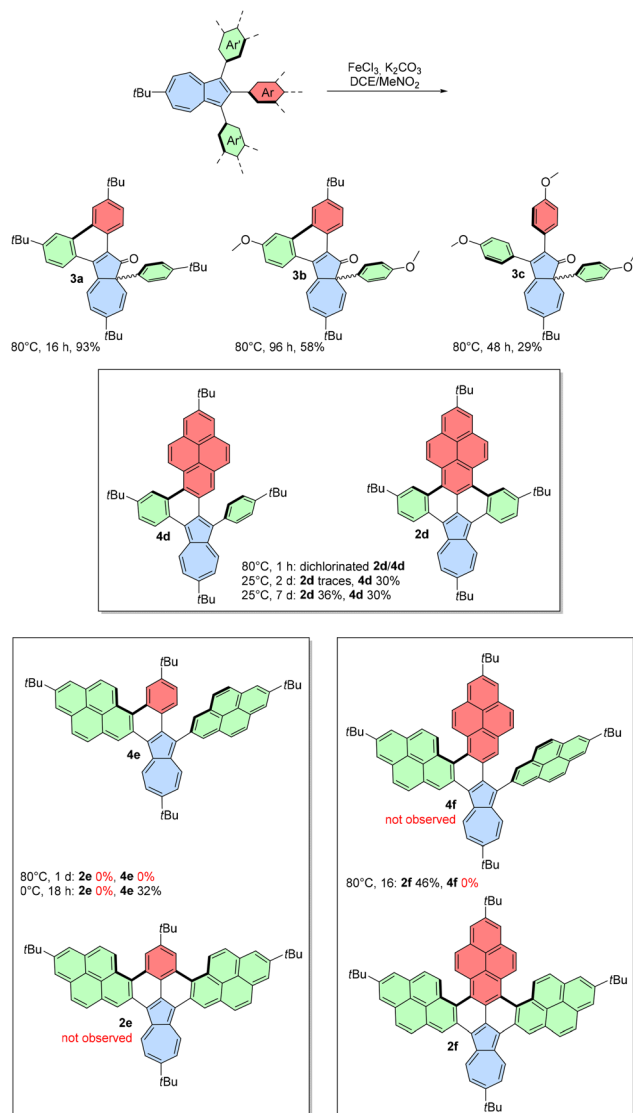 Ar'
tBu
Ar
Ar'
FeCl3, K2CO3
DCE/MeNO2
tBu
tBu
O
tBu
3a
tBu
80°C, 16 h, 93%
tBu
O
O
O
3b
tBu
80°C, 96 h, 58%
O
O
O
O
3c
tBu
80°C, 48 h, 29%
tBu
tBu
tBu
4d
tBu
tBu
tBu
tBu
2d
tBu
80°C, 1 h: dichlorinated 2d/4d
25°C, 2 d: 2d traces, 4d 30%
25°C, 7 d: 2d 36%, 4d 30%
tBu
tBu
tBu
4e
tBu
80°C, 1 d: 2e 0%, 4e 0%
0°C, 18 h: 2e 0%, 4e 32%
tBu
tBu
tBu
2e
not observed
tBu
tBu
tBu
tBu
4f
not observed
tBu
80°C, 16: 2f 46%, 4f 0%
tBu
tBu
tBu
2f
tBu